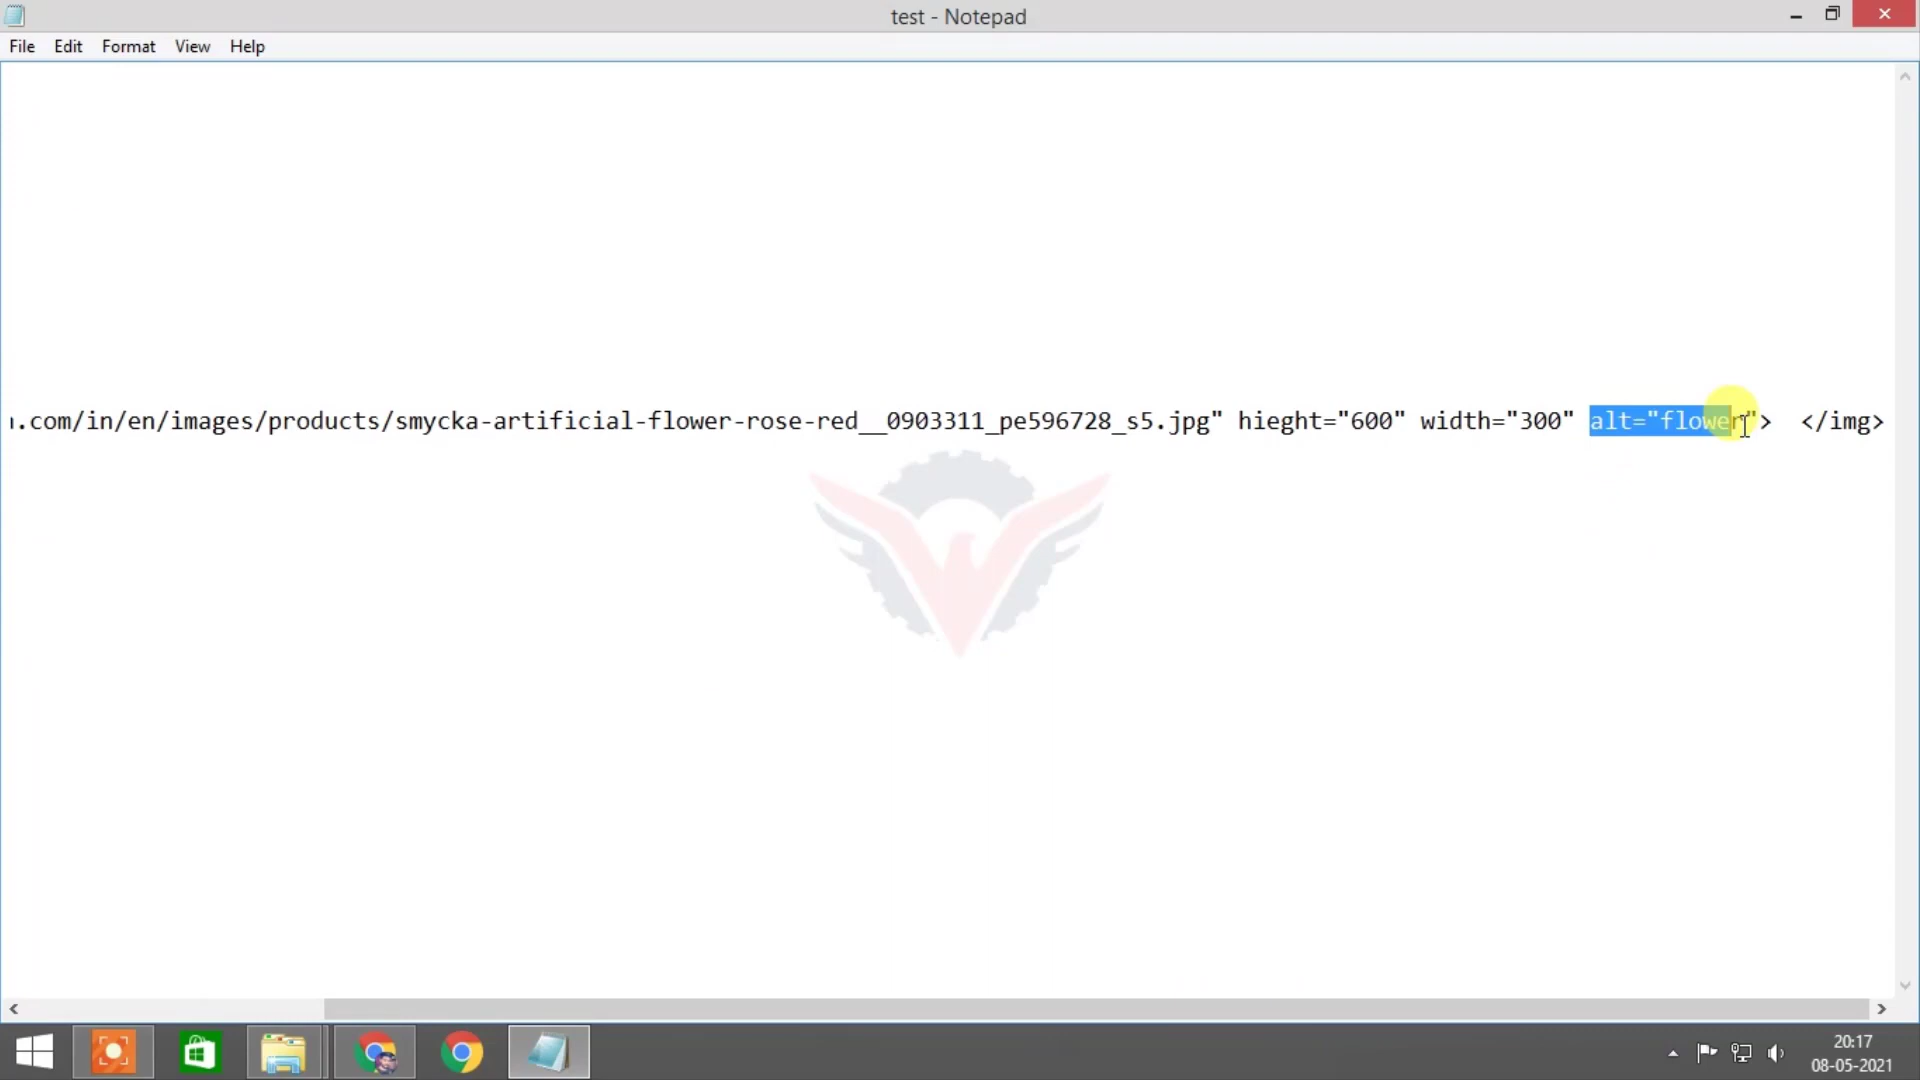 test - Notepad
File Edit Format View Help
.com/in/en/images/products/smycka-artificial-flower-rose-red__0903311_pe596728_s5.jpg" hieght="600" width="300" alt="flower">  </img>
20:17
08-05-2021